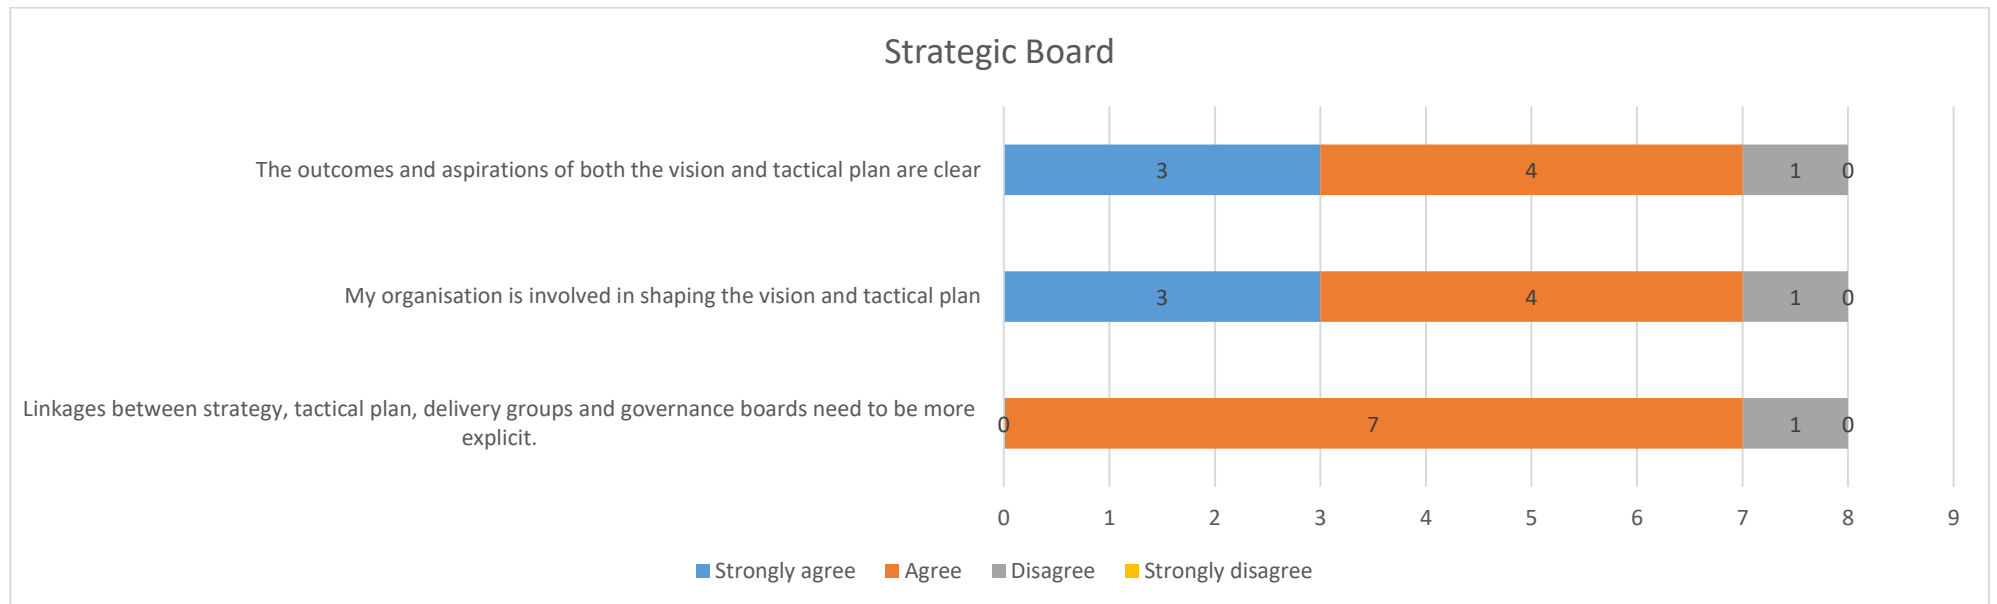 Strategic Board
The outcomes and aspirations of both the vision and tactical plan are clear
3 4 1 0
My organisation is involved in shaping the vision and tactical plan
3 4 1 0
Linkages between strategy, tactical plan, delivery groups and governance boards need to be more
explicit.
0 7 1 0
0 1 2 3 4 5 6 7 8 9
Strongly agree Agree Disagree Strongly disagree